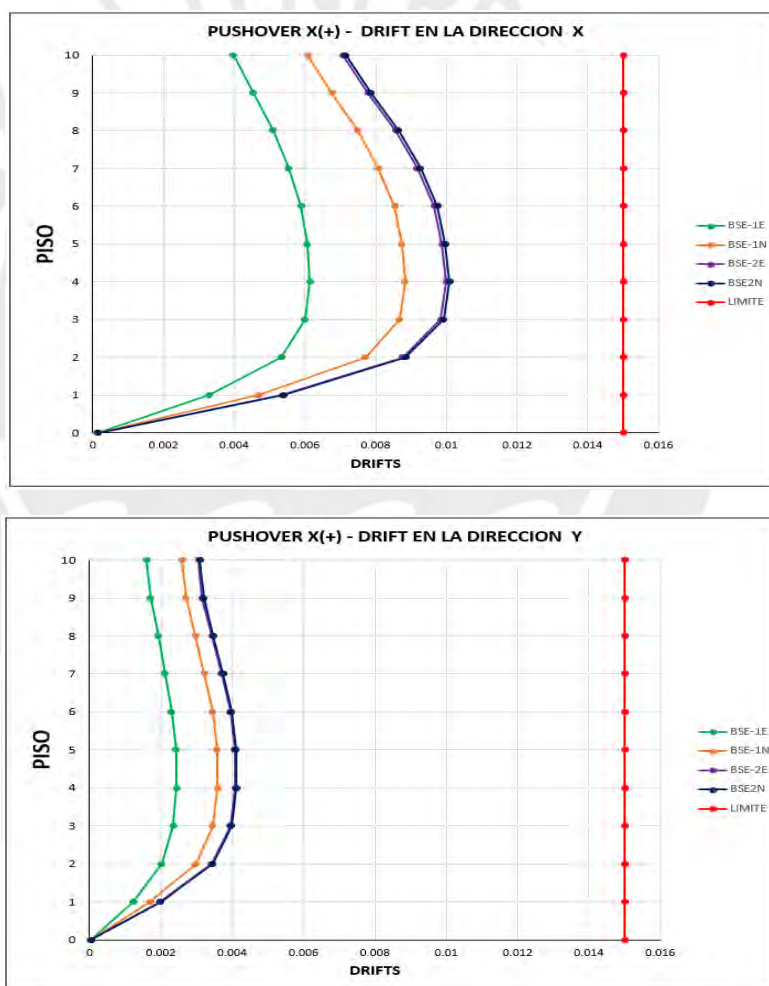 PUSHOVER X(+) - DRIFT EN LA DIRECCION X
10
9
8
7
6
5
4
3
2
1
0
PISO
0
0.002
0.004
0.006
0.008
0.01
0.012
0.014
0.016
DRIFTS
BSE-1E
BSE-1N
BSE-2E
BSE2N
LIMITE
PUSHOVER X(+) - DRIFT EN LA DIRECCION Y
10
9
8
7
6
5
4
3
2
1
0
PISO
0
0.002
0.004
0.006
0.008
0.01
0.012
0.014
0.016
DRIFTS
BSE-1E
BSE-1N
BSE-2E
BSE2N
LIMITE